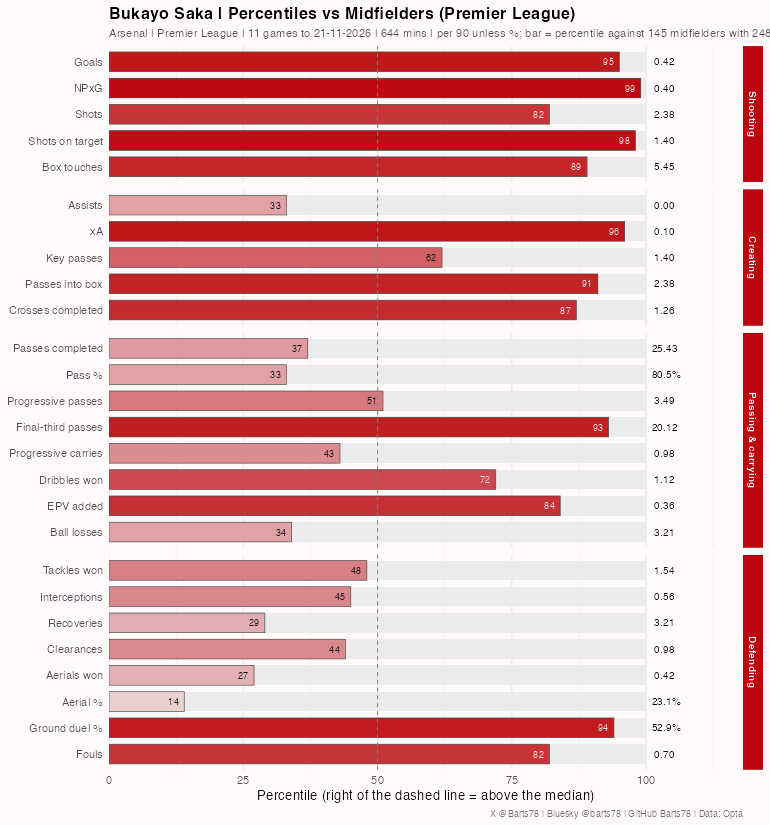 Bukayo Saka | Percentiles vs Midfielders (Premier League)
Arsenal | Premier League | 11 games to 21-11-2026 | 644 mins | per 90 unless %; bar = percentile against 145 midfielders with 248
Goals 95 0.42
NPxG 99 0.40
Shots 82 2.38
Shots on target 98 1.40
Box touches 89 5.45
Shooting
Assists 33 0.00
xA 96 0.10
Key passes 62 1.40
Passes into box 91 2.38
Crosses completed 87 1.26
Creating
Passes completed 37 25.43
Pass % 33 80.5%
Progressive passes 51 3.49
Final-third passes 93 20.12
Progressive carries 43 0.98
Dribbles won 72 1.12
EPV added 84 0.36
Ball losses 34 3.21
Passing & carrying
Tackles won 48 1.54
Interceptions 45 0.56
Recoveries 29 3.21
Clearances 44 0.98
Aerials won 27 0.42
Aerial % 14 23.1%
Ground duel % 94 52.9%
Fouls 82 0.70
Defending
0 25 50 75 100
Percentile (right of the dashed line = above the median)
X @Barts78 | Bluesky @barts78 | GitHub Barts78 | Data: Opta